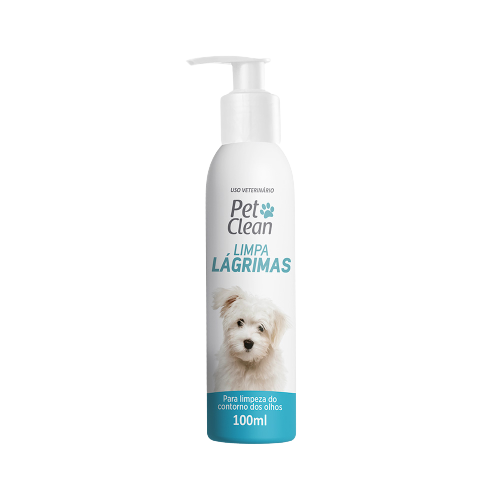 USO VETERINÁRIO
Pet
Clean
LIMPA
LÁGRIMAS
Para limpeza do
contorno dos olhos
100ml